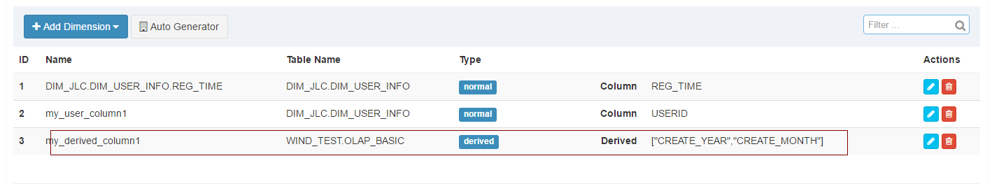 Add Dimension Auto Generator Filter ...
ID Name Table Name Type Actions
1 DIM_JLC.DIM_USER_INFO.REG_TIME DIM_JLC.DIM_USER_INFO normal Column REG_TIME
2 my_user_column1 DIM_JLC.DIM_USER_INFO normal Column USERID
3 my_derived_column1 WIND_TEST.OLAP_BASIC derived Derived ["CREATE_YEAR","CREATE_MONTH"]